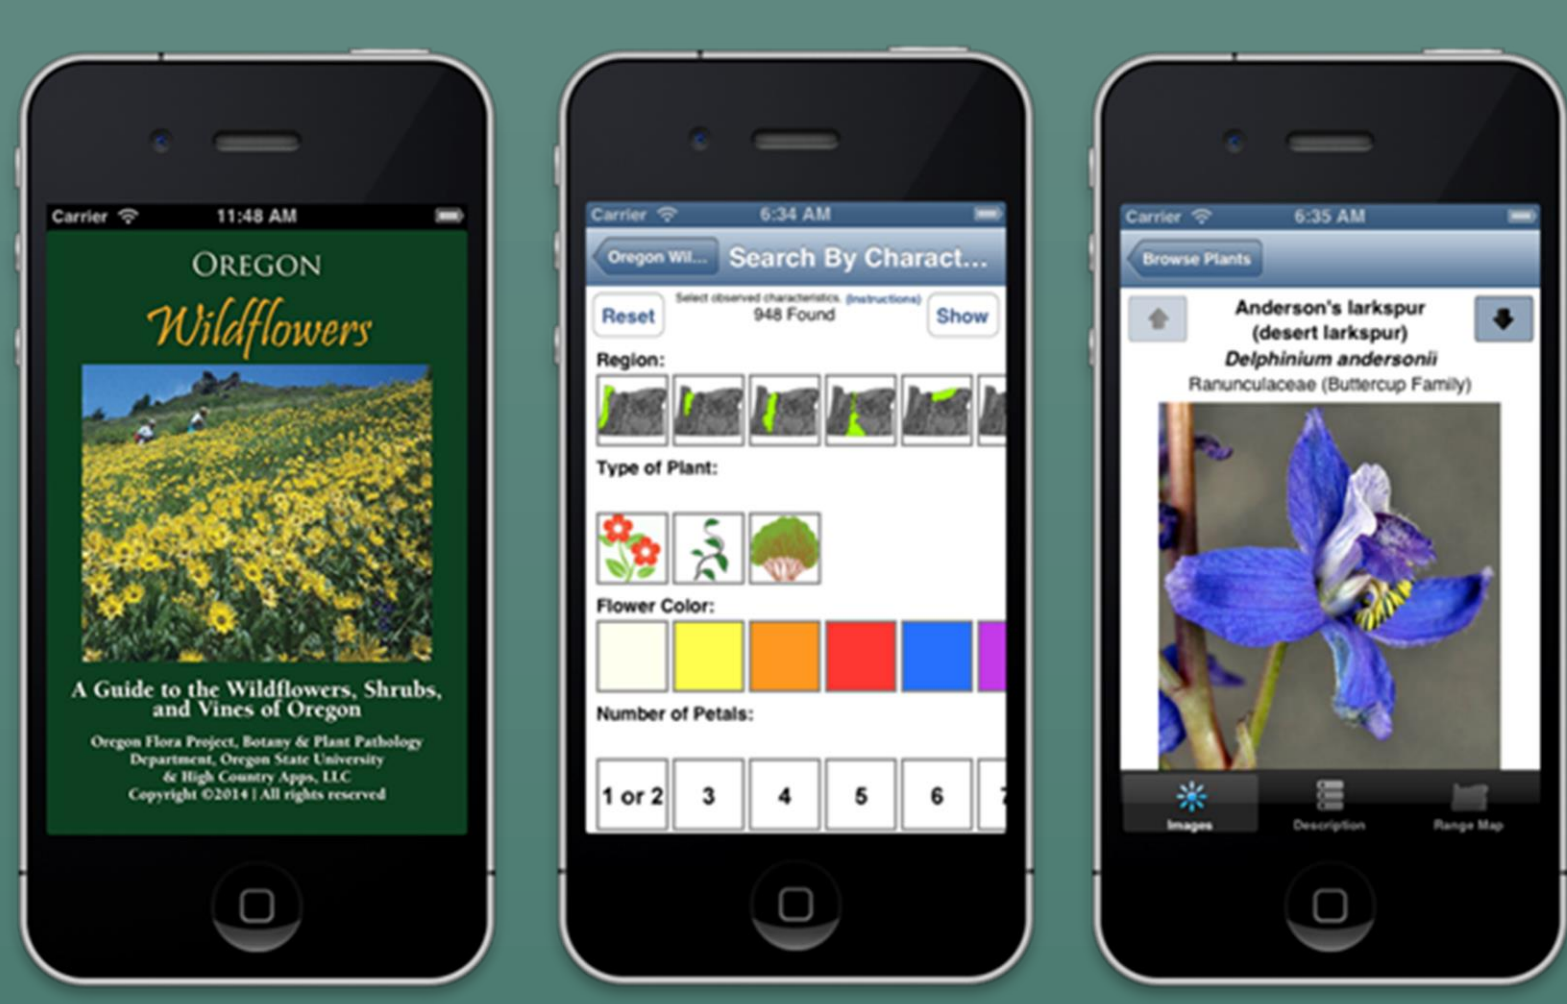 Carrier 11:48 AM
OREGON
Wildflowers
A Guide to the Wildflowers, Shrubs,
and Vines of Oregon
Oregon Flora Project, Botany & Plant Pathology
Department, Oregon State University
& High Country Apps, LLC
Copyright ©2014 | All rights reserved
Carrier 6:34 AM
Oregon Wil... Search By Charact...
Reset
Select observed characteristics. (Instructions)
948 Found
Show
Region:
Type of Plant:
Flower Color:
Number of Petals:
1 or 2 3 4 5 6 7
Carrier 6:35 AM
Browse Plants
Anderson's larkspur
(desert larkspur)
Delphinium andersonii
Ranunculaceae (Buttercup Family)
Images Description Range Map